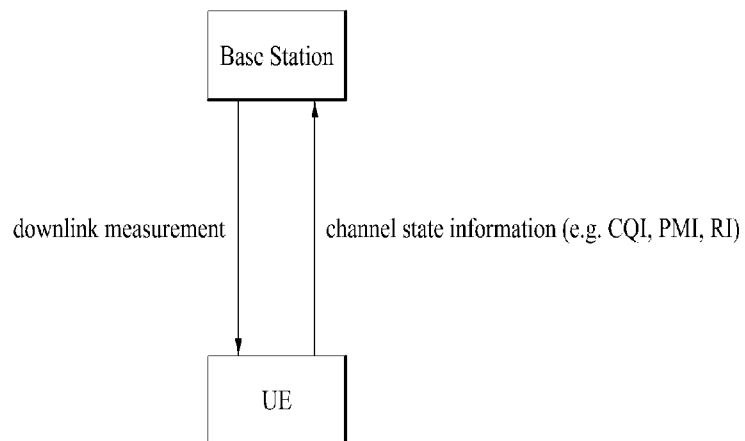 Base Station
downlink measurement
channel state information (e.g. CQI, PMI, RI)
UE